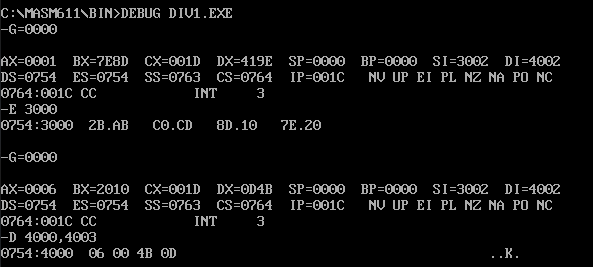 C:\MASM611\BIN>DEBUG DIV1.EXE
-G=0000
AX=0001  BX=7E8D  CX=001D  DX=419E  SP=0000  BP=0000  SI=3002  DI=4002
DS=0754  ES=0754  SS=0763  CS=0764  IP=001C   NV UP EI PL NZ NA PO NC
0764:001C CC            INT     3
-E 3000
0754:3000  2B.AB   C0.CD   8D.10   7E.20
-G=0000
AX=0006  BX=2010  CX=001D  DX=0D4B  SP=0000  BP=0000  SI=3002  DI=4002
DS=0754  ES=0754  SS=0763  CS=0764  IP=001C   NV UP EI PL NZ NA PO NC
0764:001C CC            INT     3
-D 4000,4003
0754:4000  06 00 4B 0D                                       ..K.